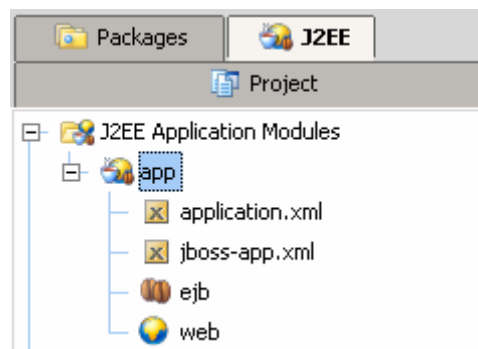 Packages J2EE
Project
J2EE Application Modules
app
application.xml
jboss-app.xml
ejb
web